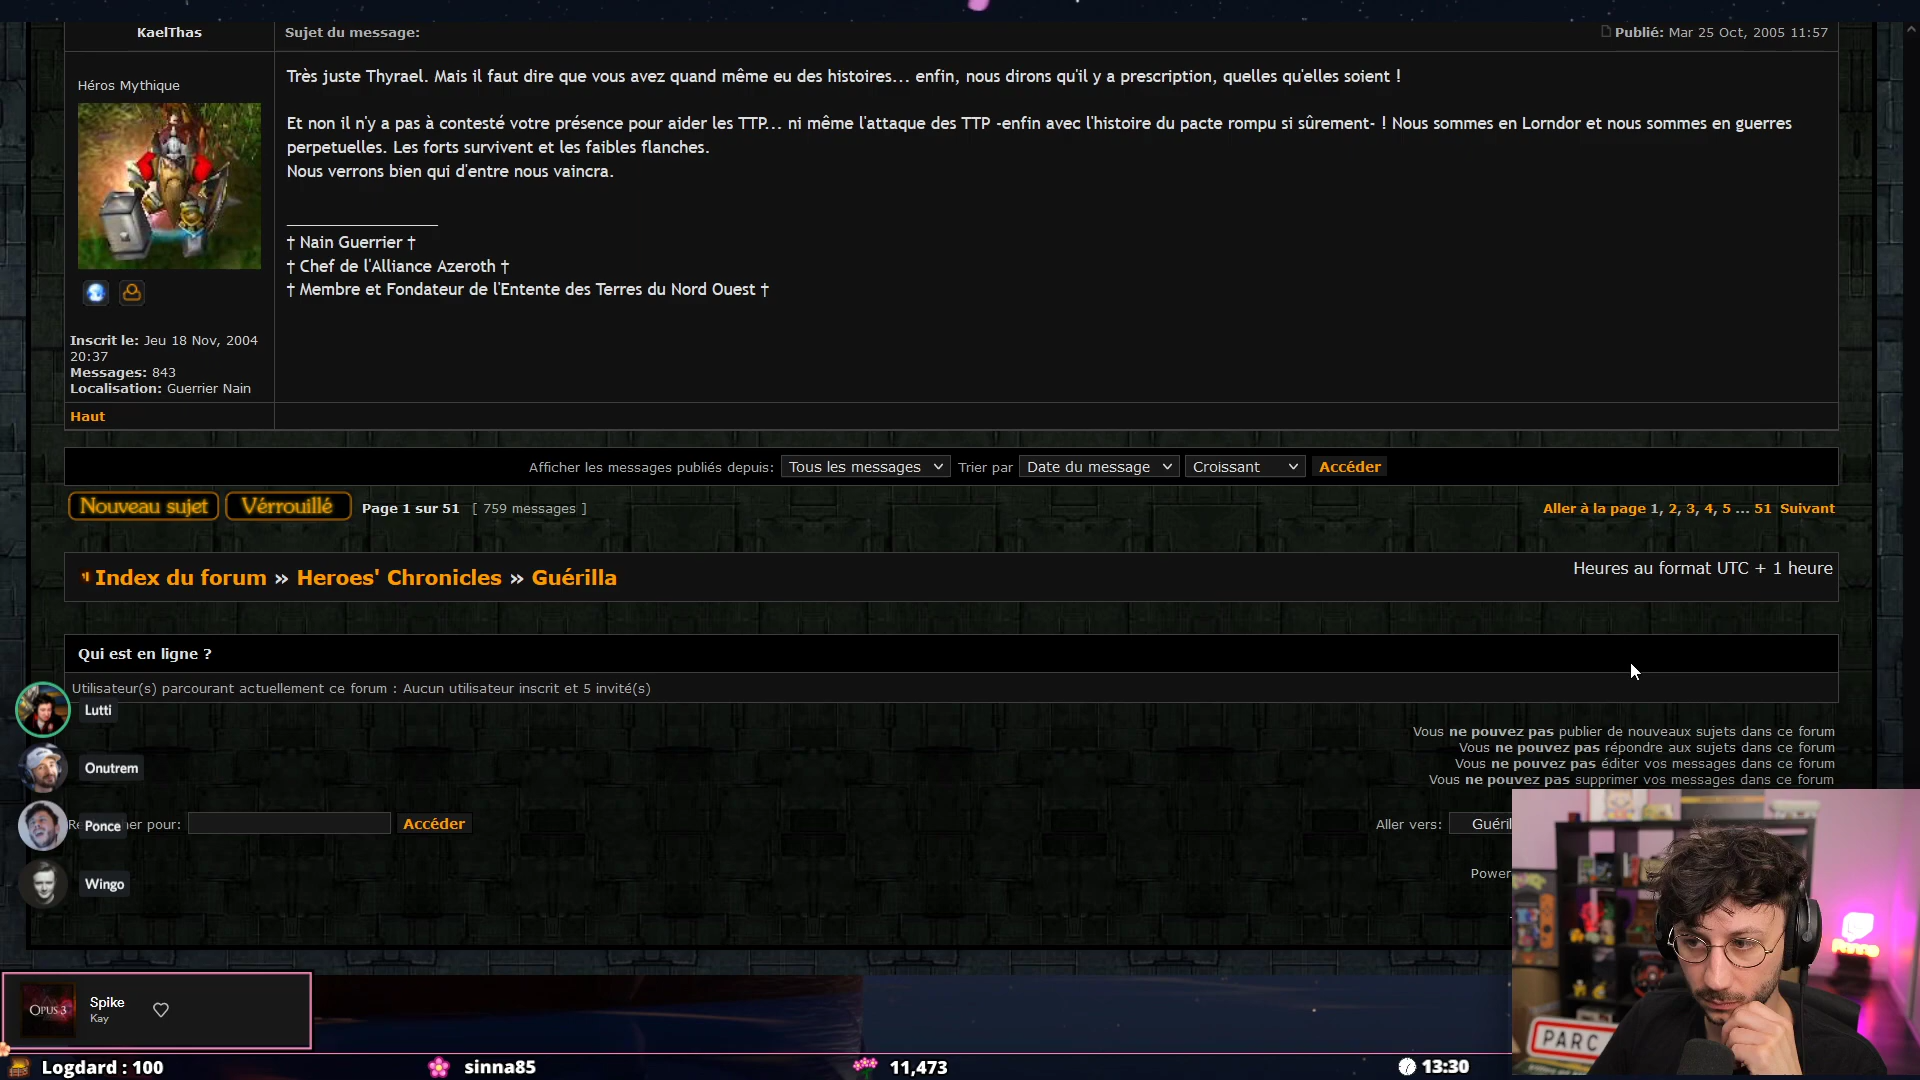 KaelThas
Sujet du message:
Publié: Mar 25 Oct, 2005 11:57
Héros Mythique
Très juste Thyrael. Mais il faut dire que vous avez quand même eu des histoires... enfin, nous dirons qu'il y a prescription, quelles qu'elles soient !
Et non il n'y a pas à contesté votre présence pour aider les TTP... ni même l'attaque des TTP -enfin avec l'histoire du pacte rompu si sûrement- ! Nous sommes en Lorndor et nous sommes en guerres
perpetuelles. Les forts survivent et les faibles flanches.
Nous verrons bien qui d'entre nous vaincra.
† Nain Guerrier †
† Chef de l'Alliance Azeroth †
† Membre et Fondateur de l'Entente des Terres du Nord Ouest †
Inscrit le: Jeu 18 Nov, 2004
20:37
Messages: 843
Localisation: Guerrier Nain
Haut
Afficher les messages publiés depuis: Tous les messages Trier par Date du message Croissant Accéder
Nouveau sujet Vérrouillé Page 1 sur 51 [ 759 messages ]
Aller à la page 1, 2, 3, 4, 5 ... 51 Suivant
Index du forum » Heroes' Chronicles » Guérilla
Heures au format UTC + 1 heure
Qui est en ligne ?
Utilisateur(s) parcourant actuellement ce forum : Aucun utilisateur inscrit et 5 invité(s)
Lutti
Vous ne pouvez pas publier de nouveaux sujets dans ce forum
Vous ne pouvez pas répondre aux sujets dans ce forum
Vous ne pouvez pas éditer vos messages dans ce forum
Vous ne pouvez pas supprimer vos messages dans ce forum
Onutrem
Ponce
er pour: Accéder
Aller vers: Guéril
Wingo
Power
OPUS 3
Spike
Kay
PARC
Logdard : 100
sinna85
11,473
13:30